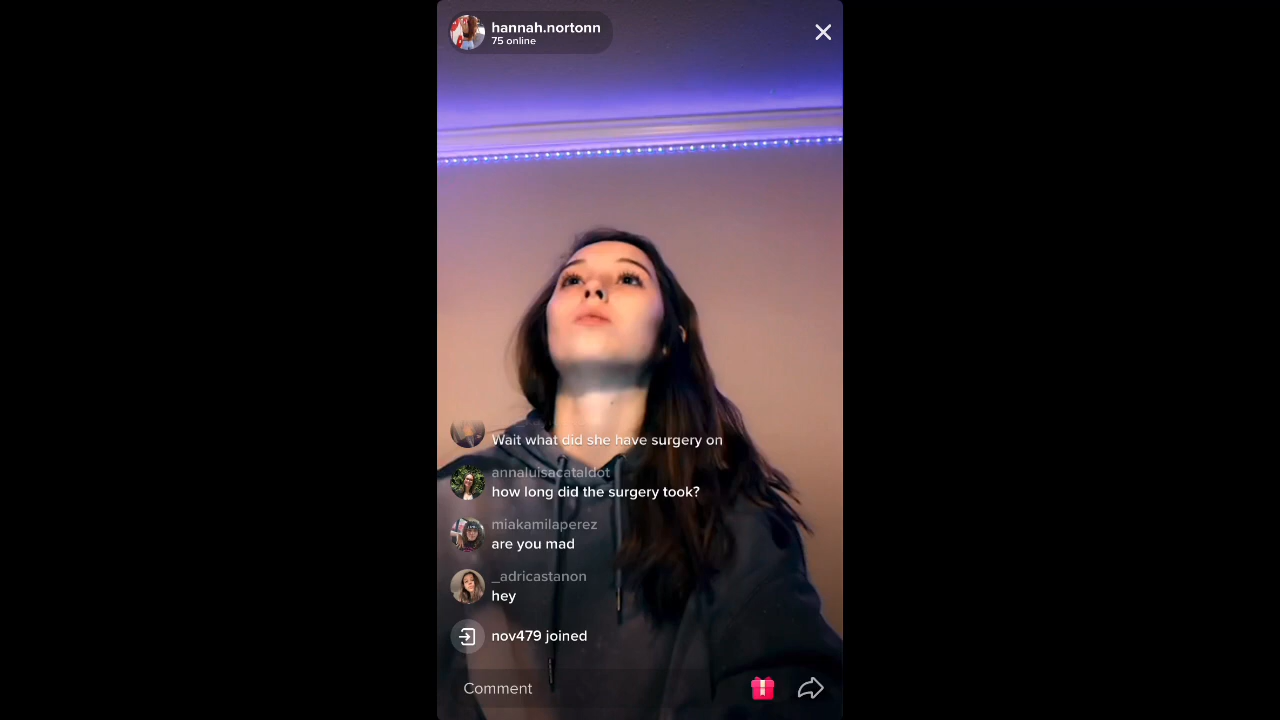 hannah.nortonn
75 online
Wait what did she have surgery on
annaluisacataldot
how long did the surgery took?
miakamilaperez
are you mad
_adricastanon
hey
nov479 joined
Comment